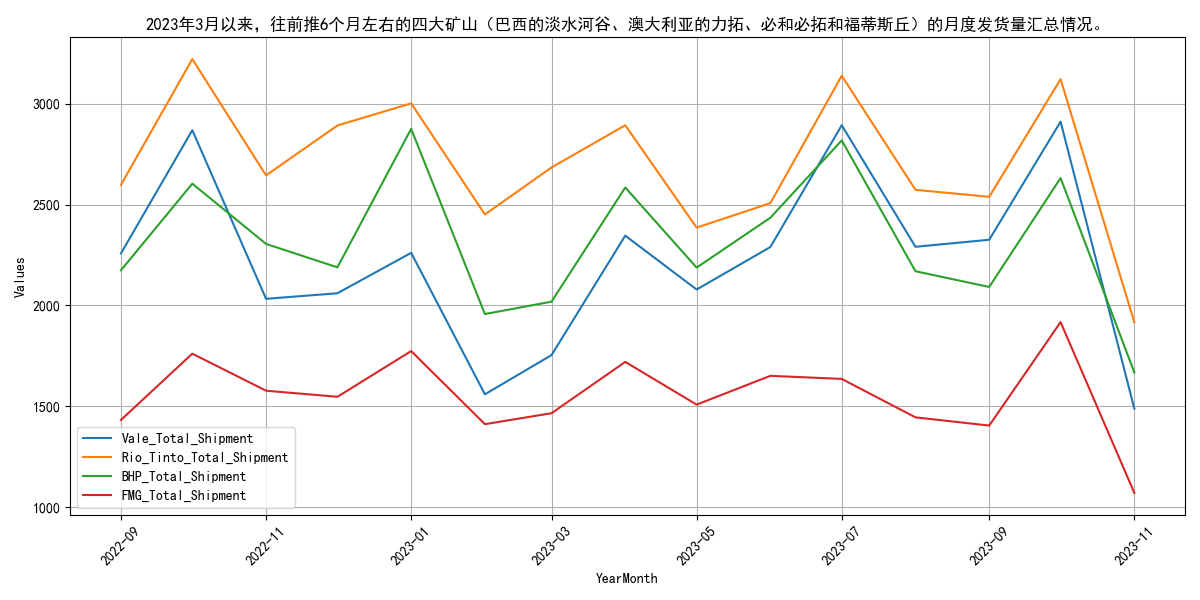 2023年3月以来，往前推6个月左右的四大矿山（巴西的淡水河谷、澳大利亚的力拓、必和必拓和福蒂斯丘）的月度发货量汇总情况。
Values
3000
2500
2000
1500
1000
Vale_Total_Shipment
Rio_Tinto_Total_Shipment
BHP_Total_Shipment
FMG_Total_Shipment
2022-09
2022-11
2023-01
2023-03
2023-05
2023-07
2023-09
2023-11
YearMonth